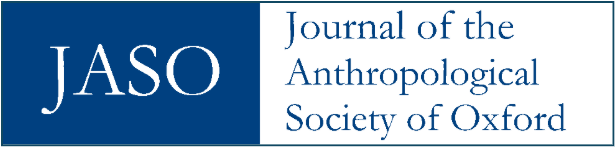 JASO
Journal of the
Anthropological
Society of Oxford